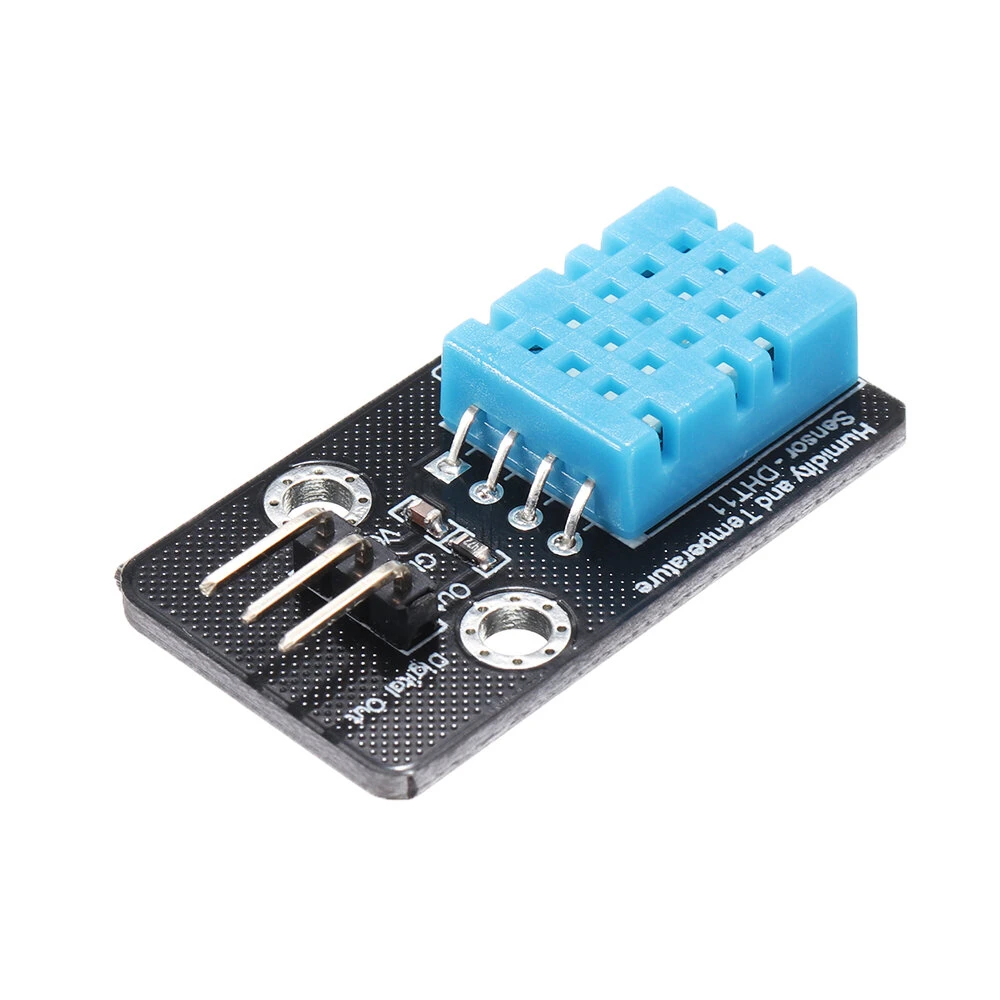 Humidity and Temperature
Sensor - DHT11
Out
Digital Out